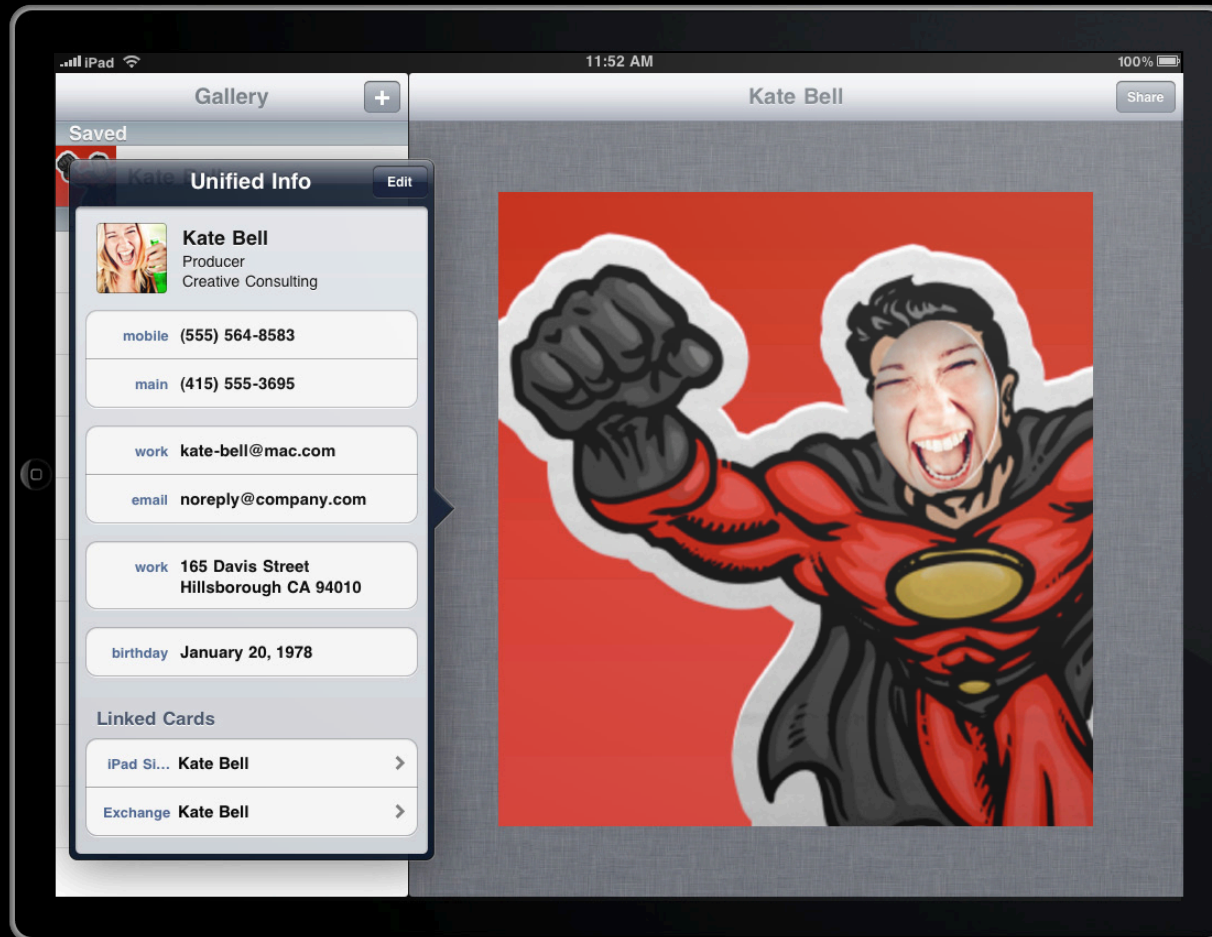 iPad
11:52 AM
100%
Gallery
+
Kate Bell
Share
Saved
Kate B
Unified Info
Edit
Kate Bell
Producer
Creative Consulting
mobile (555) 564-8583
main (415) 555-3695
work kate-bell@mac.com
email noreply@company.com
work 165 Davis Street
Hillsborough CA 94010
birthday January 20, 1978
Linked Cards
iPad Si... Kate Bell
Exchange Kate Bell